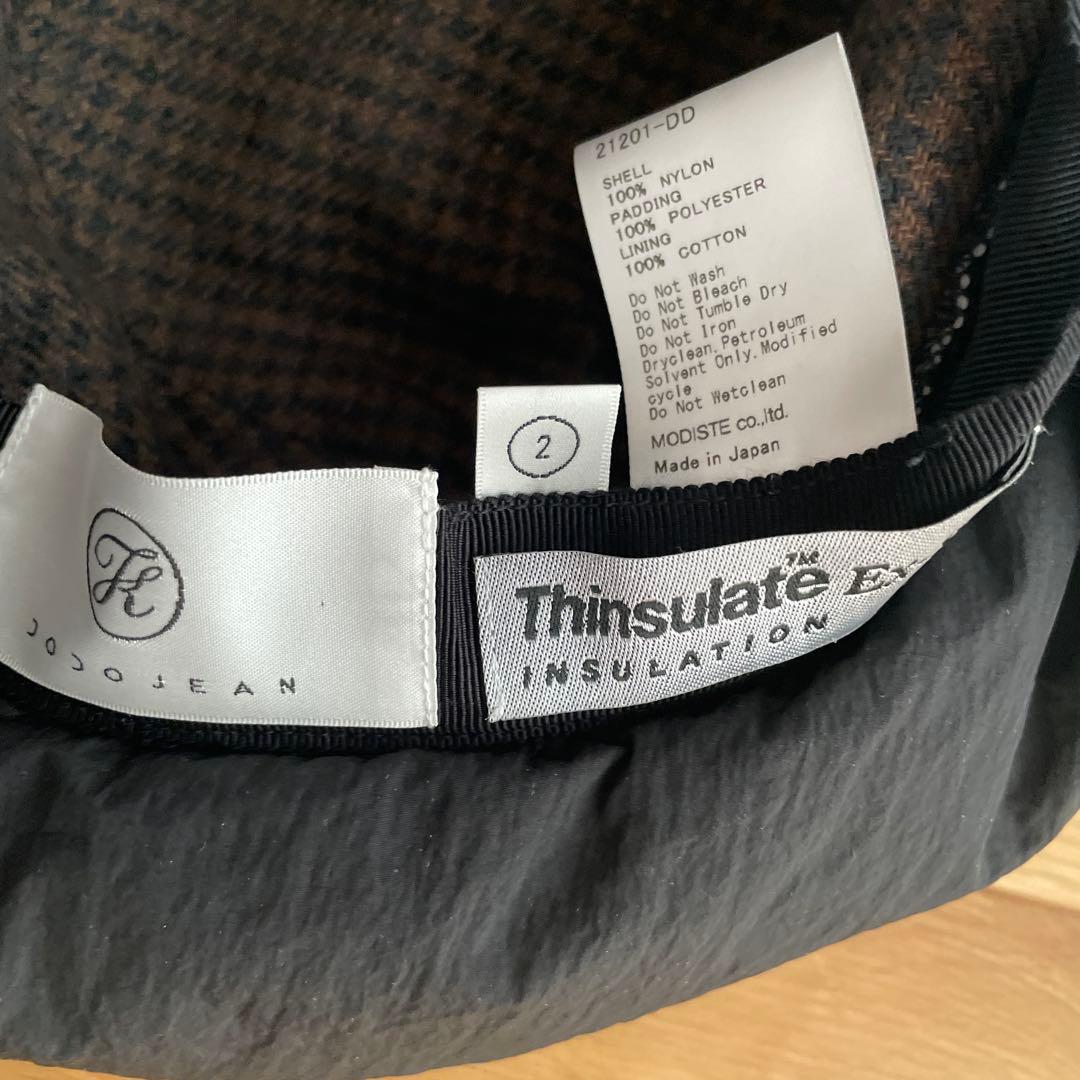 21201-DD
SHELL
100% NYLON
PADDING
100% POLYESTER
LINING
100% COTTON
Do Not Wash
Do Not Bleach
Do Not Tumble Dry
Do Not Iron
Dryclean.Petroleum
Solvent Only.Modified
cycle
Do Not Wetclean
MODISTE co.,ltd.
Made in Japan
2
JOJOJEAN
Thinsulate™
INSULATION